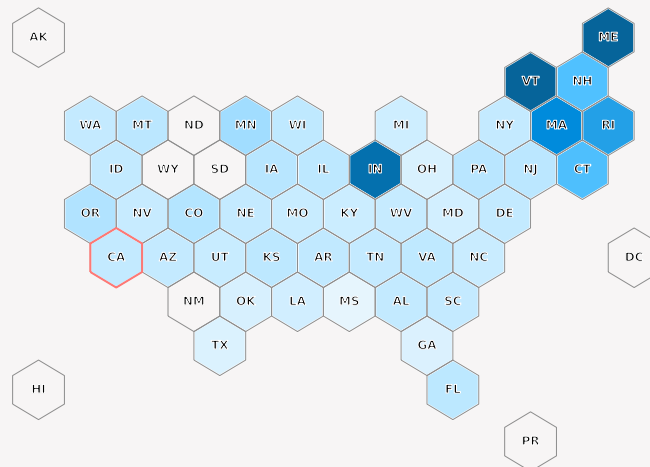 AK ME
VT NH
WA MT ND MN WI MI NY MA RI
ID WY SD IA IL IN OH PA NJ CT
OR NV CO NE MO KY WV MD DE
CA AZ UT KS AR TN VA NC DC
NM OK LA MS AL SC
TX GA
HI FL
PR